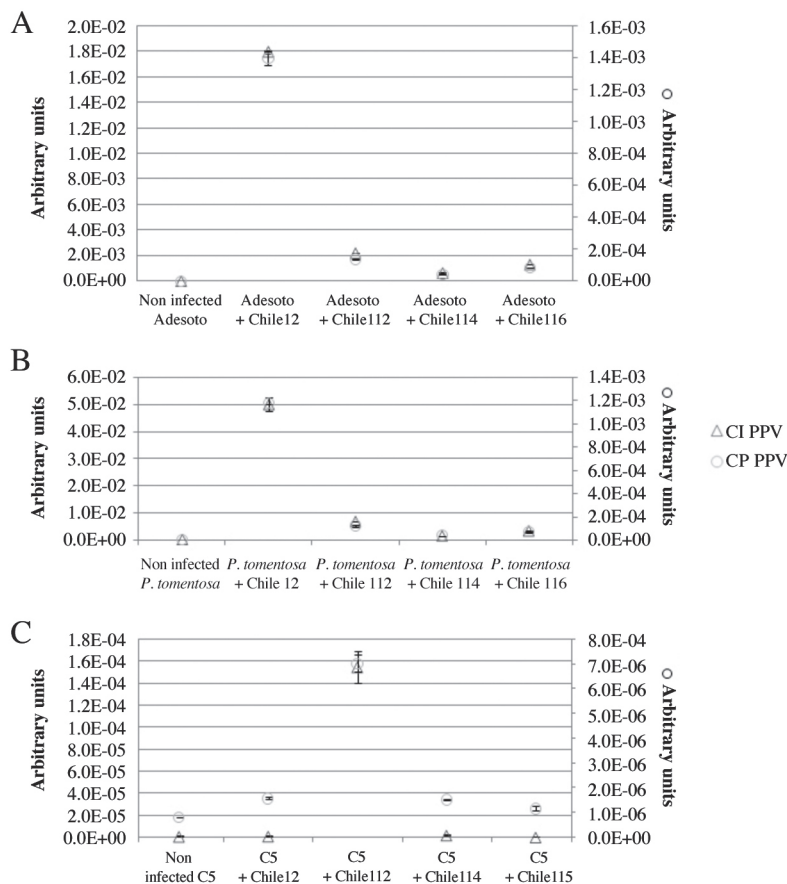 A
2.0E-02
1.8E-02
1.6E-02
1.4E-02
1.2E-02
1.0E-02
8.0E-03
6.0E-03
4.0E-03
2.0E-03
0.0E+00
Arbitrary units
1.6E-03
1.4E-03
1.2E-03
1.0E-03
8.0E-04
6.0E-04
4.0E-04
2.0E-04
0.0E+00
Arbitrary units
Non infected
Adesoto
Adesoto
+ Chile12
Adesoto
+ Chile112
Adesoto
+ Chile114
Adesoto
+ Chile116
B
6.0E-02
5.0E-02
4.0E-02
3.0E-02
2.0E-02
1.0E-02
0.0E+00
Arbitrary units
1.4E-03
1.2E-03
1.0E-03
8.0E-04
6.0E-04
4.0E-04
2.0E-04
0.0E+00
Arbitrary units
Non infected
P. tomentosa
P. tomentosa
+ Chile 12
P. tomentosa
+ Chile 112
P. tomentosa
+ Chile 114
P. tomentosa
+ Chile 116
CI PPV
CP PPV
C
1.8E-04
1.6E-04
1.4E-04
1.2E-04
1.0E-04
8.0E-05
6.0E-05
4.0E-05
2.0E-05
0.0E+00
Arbitrary units
8.0E-04
7.0E-06
6.0E-06
5.0E-06
4.0E-06
3.0E-06
2.0E-06
1.0E-06
0.0E+00
Arbitrary units
Non
infected C5
C5
+ Chile12
C5
+ Chile112
C5
+ Chile114
C5
+ Chile115